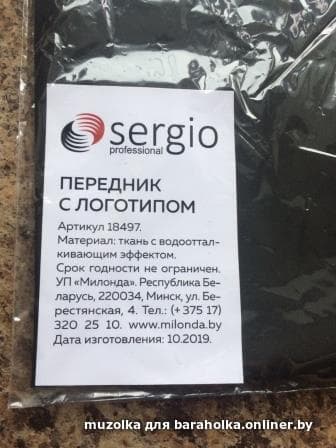 sergio
professional
ПЕРЕДНИК
С ЛОГОТИПОМ
Артикул 18497.
Материал: ткань с водооттал-
кивающим эффектом.
Срок годности не ограничен.
УП «Милонда». Республика Бе-
ларусь, 220034, Минск, ул. Бе-
рестянская, 4. Тел.: (+375 17)
320 25 10. www.milonda.by
Дата изготовления: 10.2019.
muzolka для baraholka.onliner.by